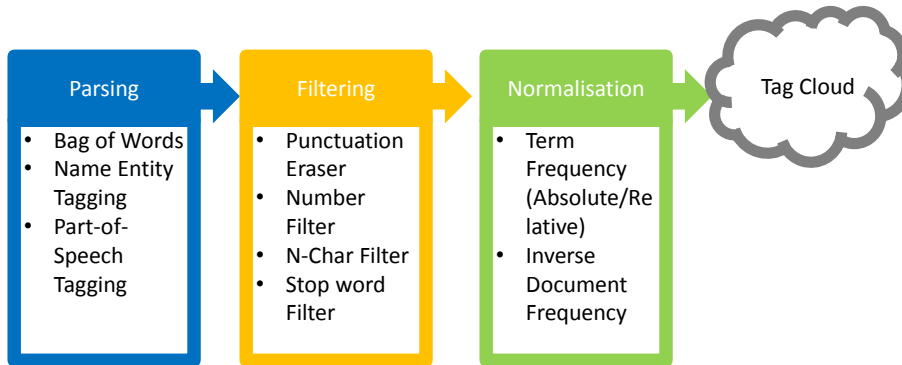 Parsing
• Bag of Words
• Name Entity
Tagging
• Part-of-
Speech
Tagging
Filtering
• Punctuation
Eraser
• Number
Filter
• N-Char Filter
• Stop word
Filter
Normalisation
• Term
Frequency
(Absolute/Re
lative)
• Inverse
Document
Frequency
Tag Cloud